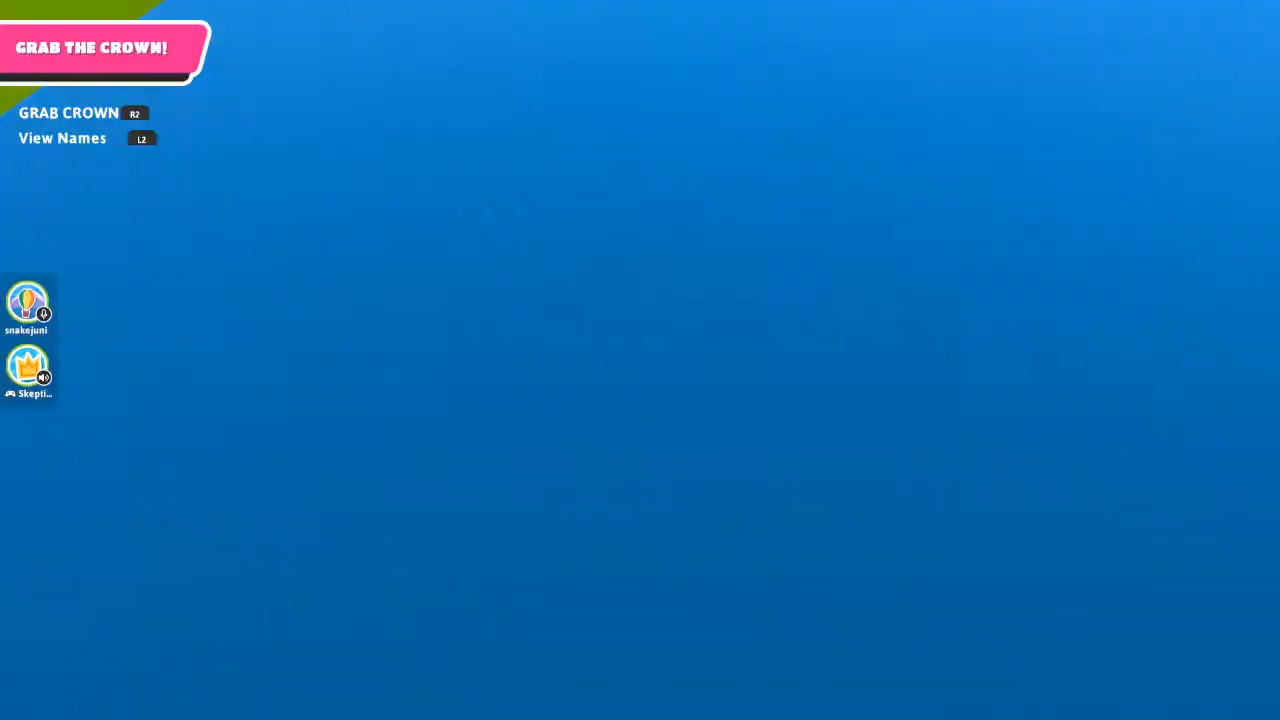 GRAB THE CROWN!
GRAB CROWN R2
View Names L2
snakejuni
Skepti...